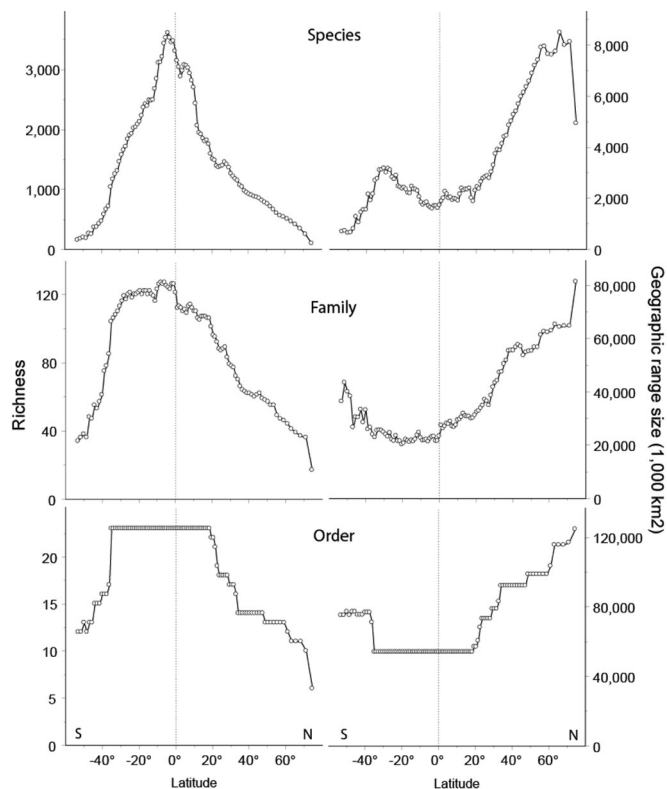 Species
3,000
2,000
1,000
0
8,000
6,000
4,000
2,000
0
Family
120
80
40
0
80,000
60,000
40,000
20,000
0
Richness
Geographic range size (1,000 km2)
Order
20
15
10
5
0
120,000
80,000
40,000
0
S N
S N
-40° -20° 0° 20° 40° 60°
-40° -20° 0° 20° 40° 60°
Latitude
Latitude